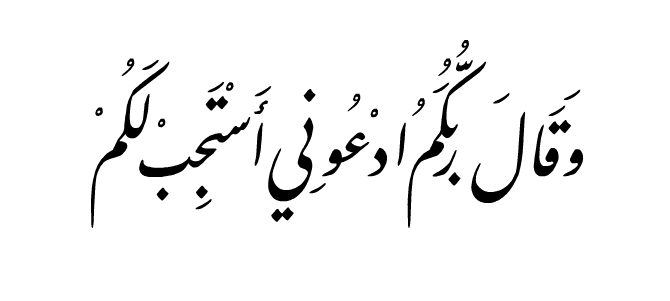 وَقَالَ رَبُّكُمُ ادْعُونِي أَسْتَجِبْ لَكُمْ